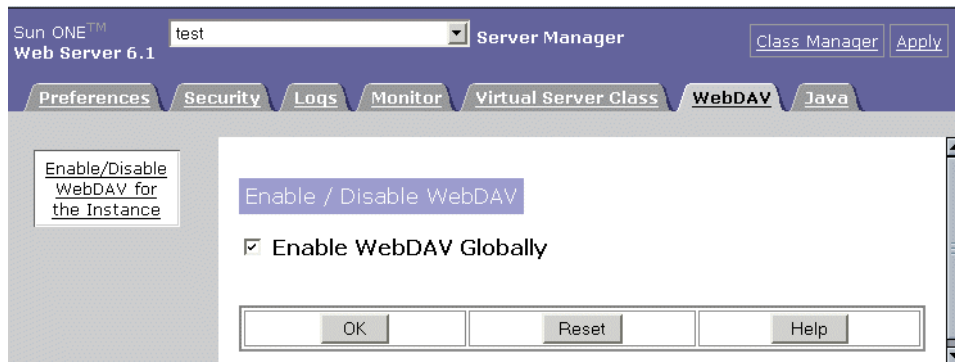 Sun ONE™
Web Server 6.1
test
Server Manager
Class Manager
Apply
Preferences
Security
Logs
Monitor
Virtual Server Class
WebDAV
Java
Enable/Disable
WebDAV for
the Instance
Enable / Disable WebDAV
Enable WebDAV Globally
OK
Reset
Help